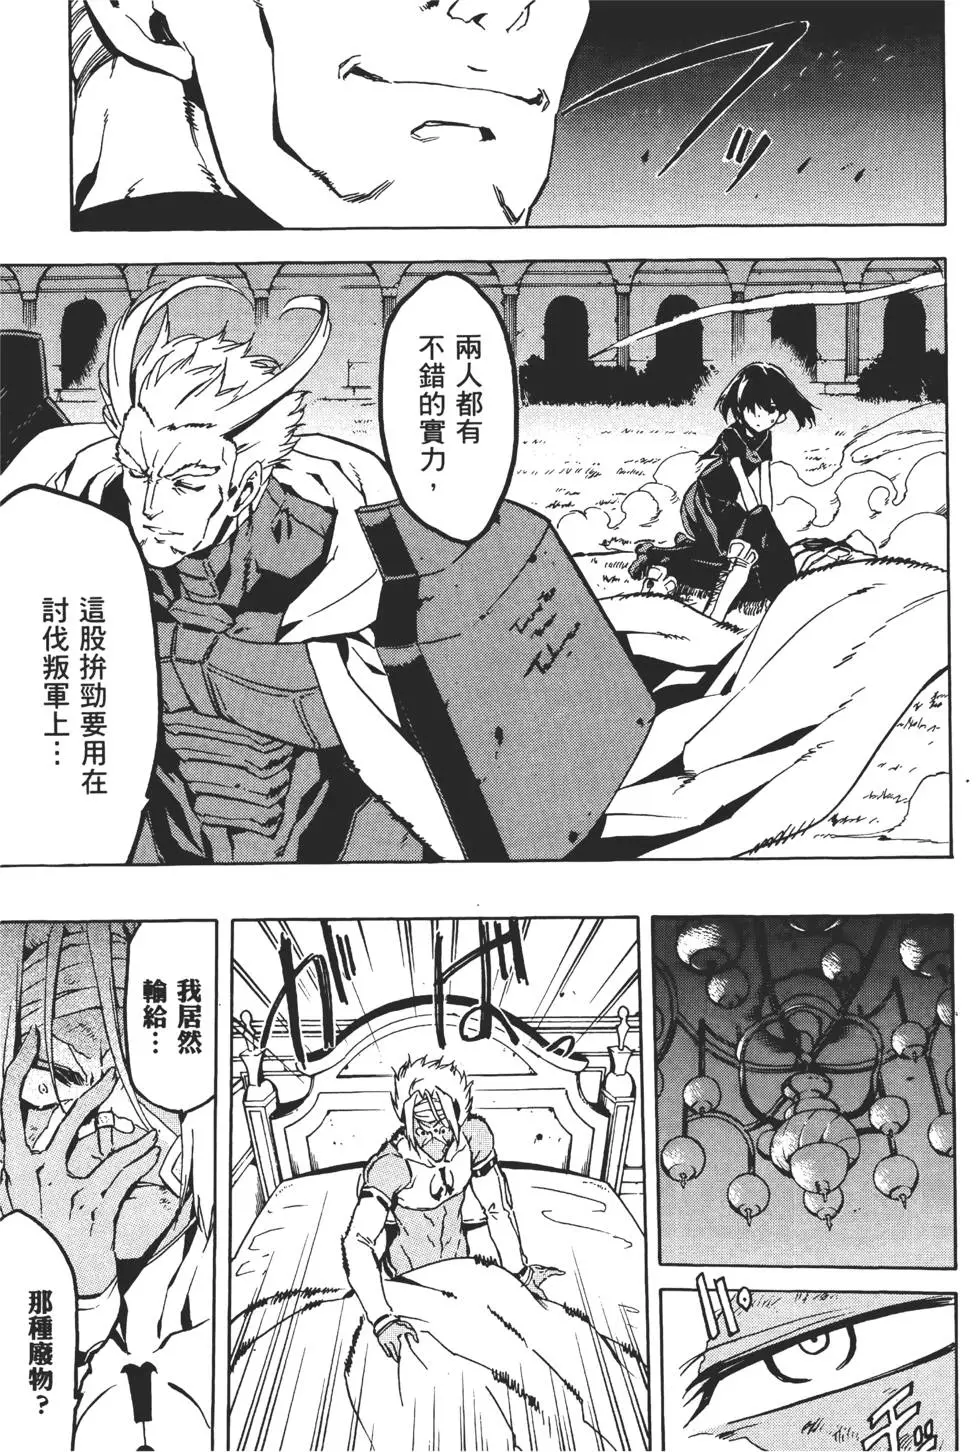 兩人都有
不錯的實力，
這股拚勁要用在
討伐叛軍上…
我居然
輸給…
那種廢物？